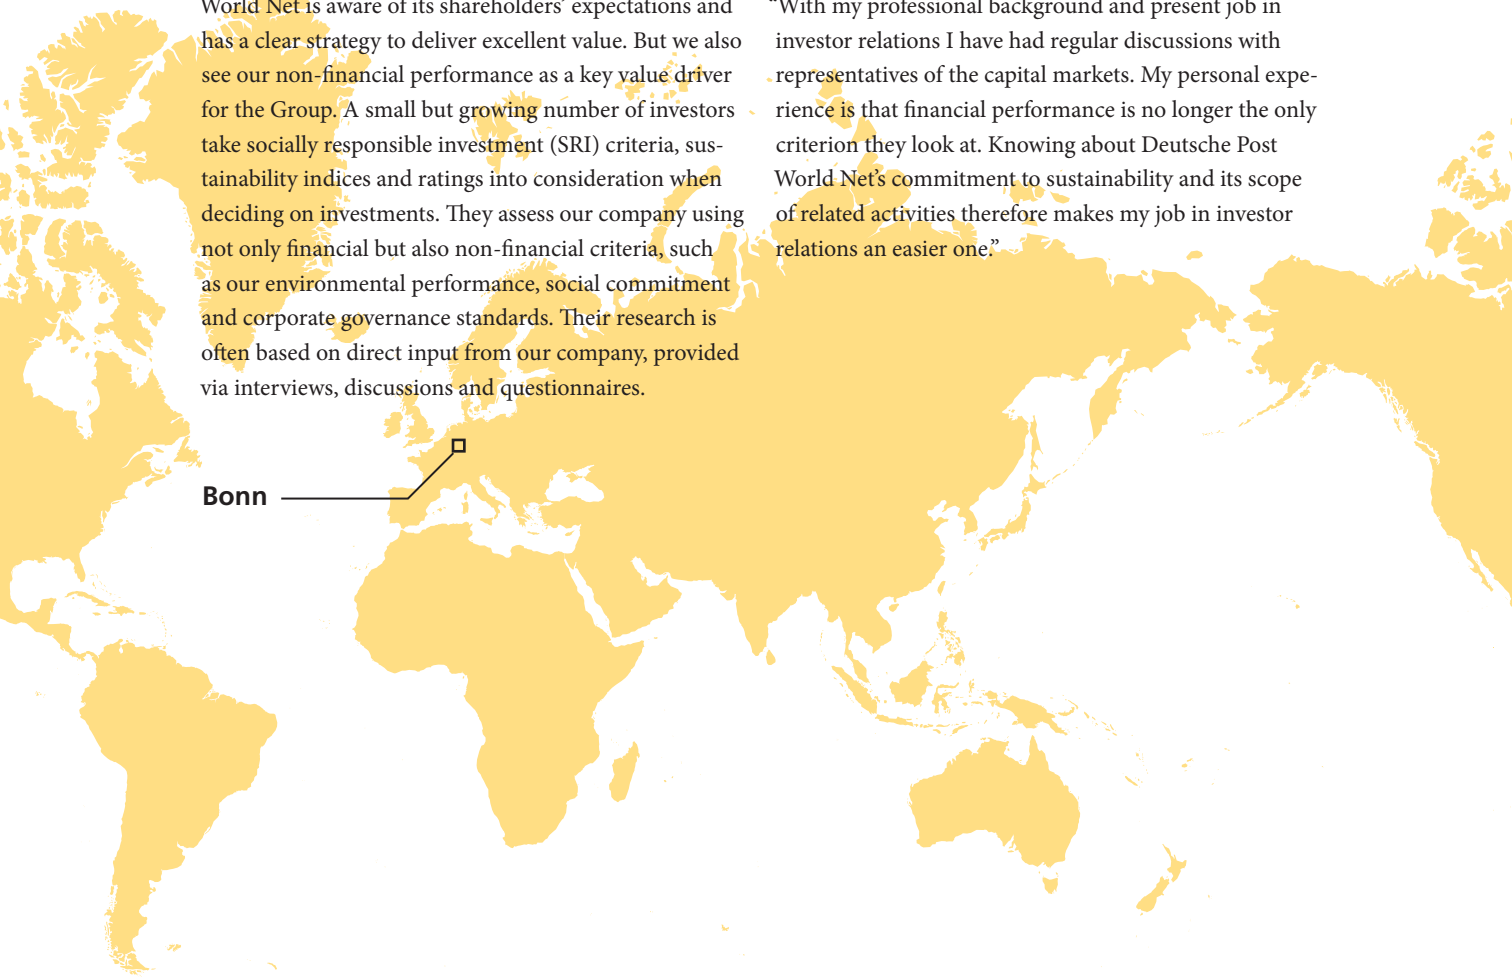 World Net is aware of its shareholders’ expectations and
has a clear strategy to deliver excellent value. But we also
see our non-financial performance as a key value driver
for the Group. A small but growing number of investors
take socially responsible investment (SRI) criteria, sus-
tainability indices and ratings into consideration when
deciding on investments. They assess our company using
not only financial but also non-financial criteria, such
as our environmental performance, social commitment
and corporate governance standards. Their research is
often based on direct input from our company, provided
via interviews, discussions and questionnaires.
“With my professional background and present job in
investor relations I have had regular discussions with
representatives of the capital markets. My personal expe-
rience is that financial performance is no longer the only
criterion they look at. Knowing about Deutsche Post
World Net’s commitment to sustainability and its scope
of related activities therefore makes my job in investor
relations an easier one.”
Bonn